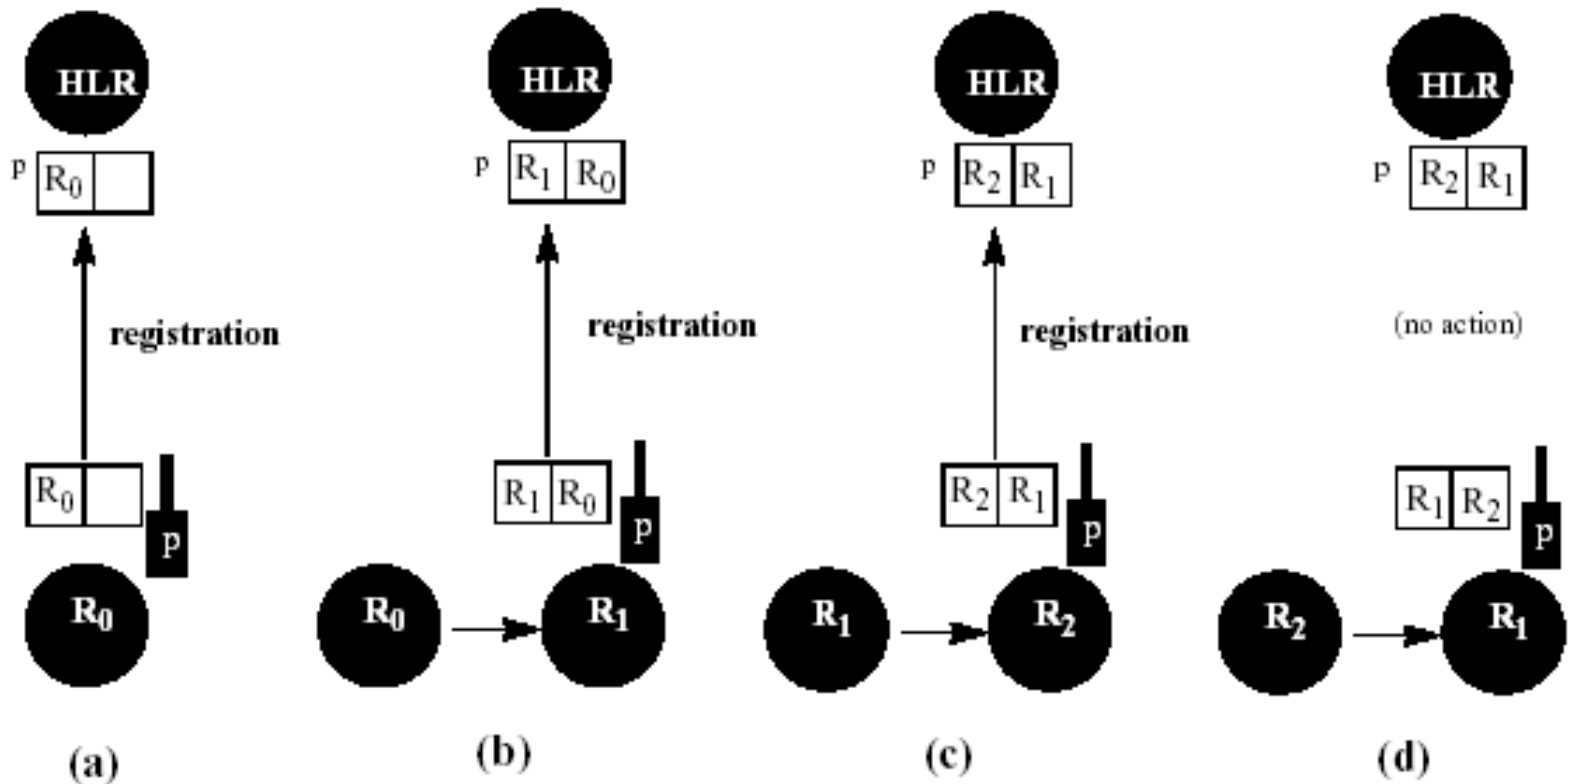 HLR
p R0
registration
R0
p
R0
(a)
HLR
p R1 R0
registration
R1 R0
p
R0 R1
(b)
HLR
p R2 R1
registration
R2 R1
p
R1 R2
(c)
HLR
p R2 R1
(no action)
R1 R2
p
R2 R1
(d)